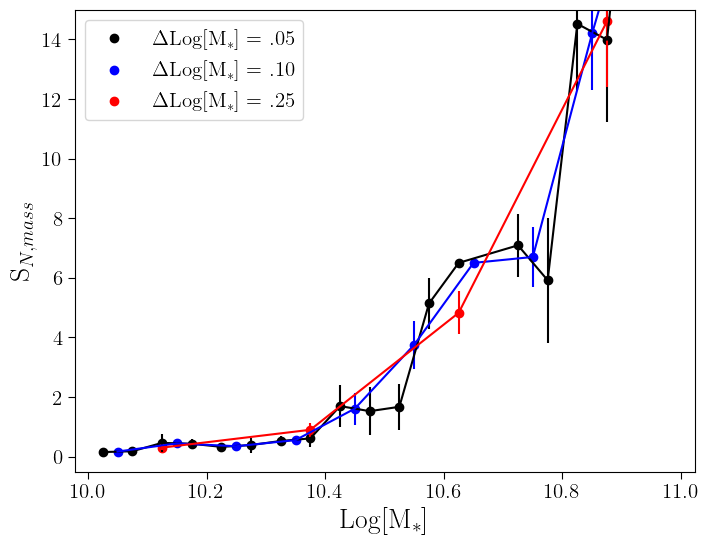 ΔLog[M*] = .05
ΔLog[M*] = .10
ΔLog[M*] = .25
14
12
10
8
6
4
2
0
S_{N,mass}
10.0 10.2 10.4 10.6 10.8 11.0
Log[M*]